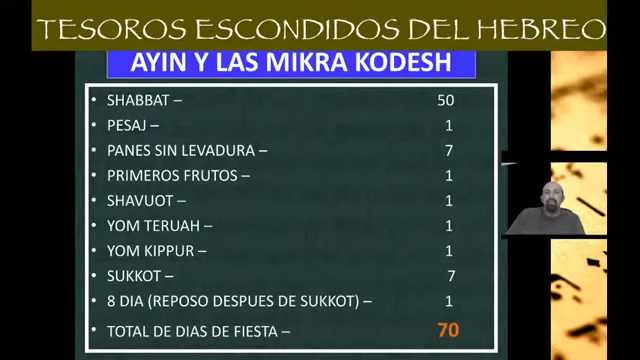 TESOROS ESCONDIDOS DEL HEBREO
AYIN Y LAS MIKRA KODESH
• SHABBAT – 50
• PESAJ – 1
• PANES SIN LEVADURA – 7
• PRIMEROS FRUTOS – 1
• SHAVUOT – 1
• YOM TERUAH – 1
• YOM KIPPUR – 1
• SUKKOT – 7
• 8 DIA (REPOSO DESPUES DE SUKKOT) – 1
• TOTAL DE DIAS DE FIESTA – 70